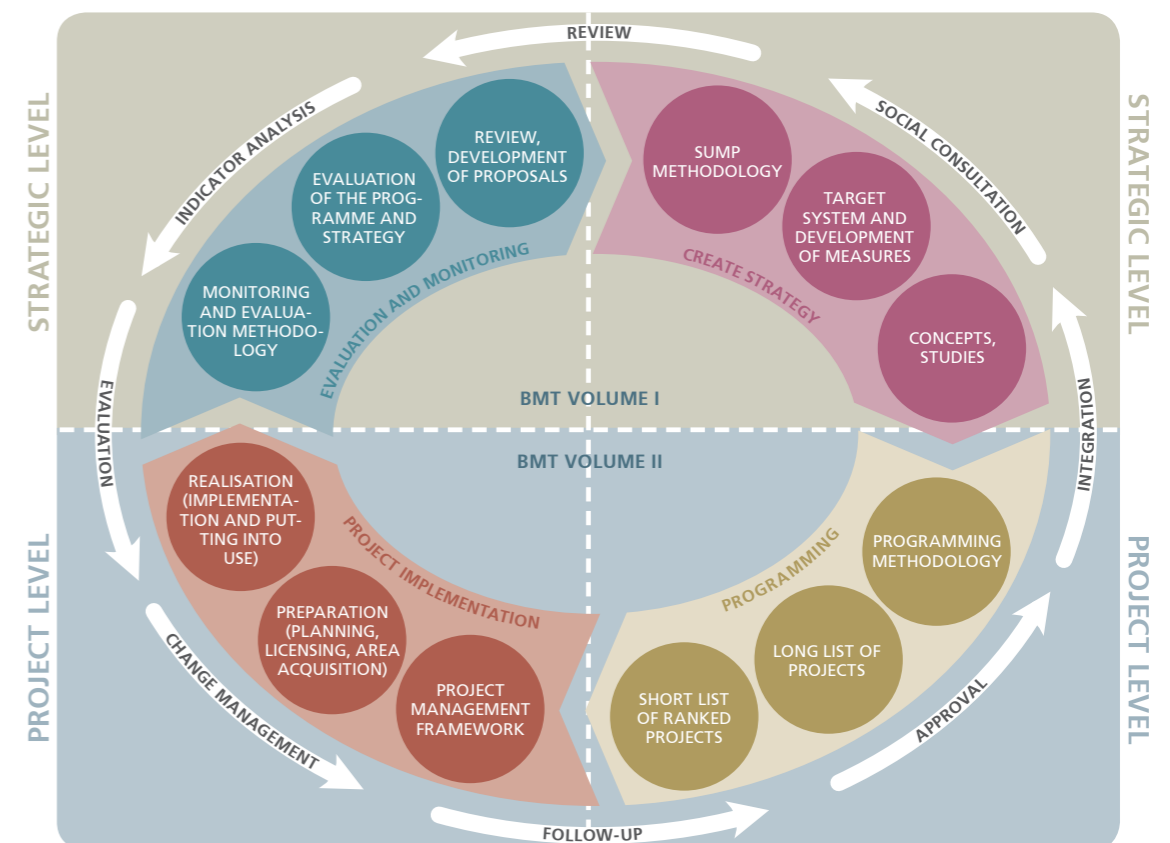 REVIEW
STRATEGIC LEVEL
STRATEGIC LEVEL
INDICATOR ANALYSIS
SOCIAL CONSULTATION
REVIEW,
DEVELOPMENT
OF PROPOSALS
EVALUATION
OF THE PROG-
RAMME AND
STRATEGY
MONITORING
AND EVALUA-
TION METHODO-
LOGY
EVALUATION AND MONITORING
SUMP
METHODOLOGY
TARGET
SYSTEM AND
DEVELOPMENT
OF MEASURES
CONCEPTS,
STUDIES
CREATE STRATEGY
BMT VOLUME I
EVALUATION
INTEGRATION
BMT VOLUME II
PROJECT LEVEL
PROJECT LEVEL
REALISATION
(IMPLEMENTA-
TION AND PUT-
TING INTO
USE)
PREPARATION
(PLANNING,
LICENSING, AREA
ACQUISITION)
PROJECT
MANAGEMENT
FRAMEWORK
PROJECT IMPLEMENTATION
PROGRAMMING
PROGRAMMING
METHODOLOGY
LONG LIST OF
PROJECTS
SHORT LIST
OF RANKED
PROJECTS
CHANGE MANAGEMENT
APPROVAL
FOLLOW-UP